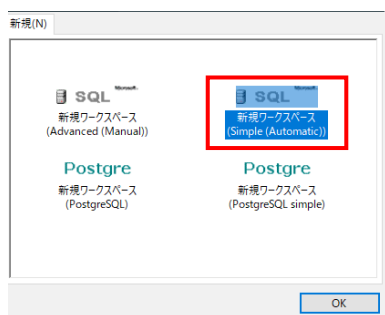 新規(N)
Microsoft
SQL
新規ワークスペース
(Advanced (Manual))
SQL
新規ワークスペース
(Simple (Automatic))
Postgre
新規ワークスペース
(PostgreSQL)
Postgre
新規ワークスペース
(PostgreSQL simple)
OK